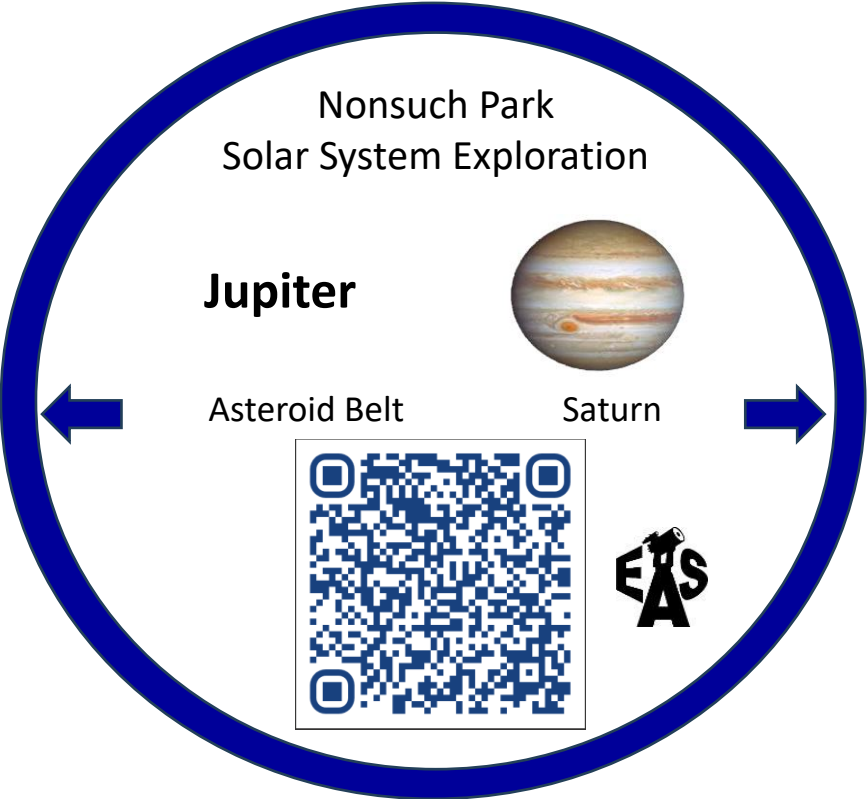 Nonsuch Park
Solar System Exploration
Jupiter
Asteroid Belt Saturn
EAS